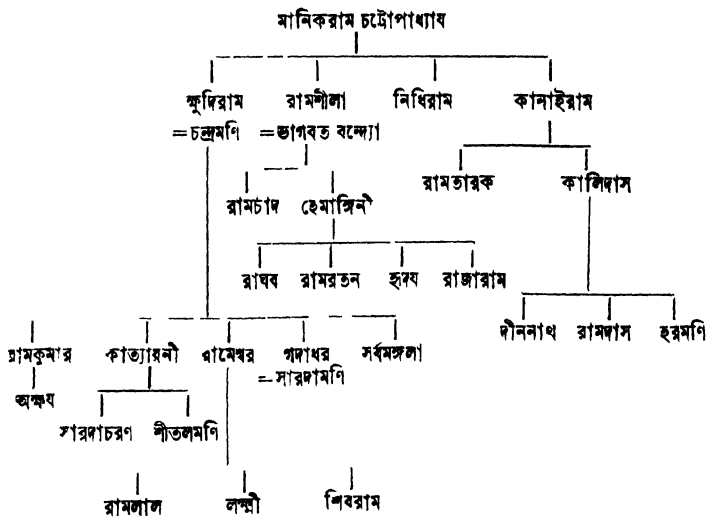 মানিকরাম চট্টোপাধ্যায
ক্ষুদিরাম রামশীলা নিধিরাম কানাইরাম
=চন্দ্রমণি =ভাগবত বন্দ্যো
রামতারক কালিদাস
রামচাঁদ হেমাঙ্গিনী
রাঘব রামরতন হৃদয রাজারাম
দীননাথ রামদাস হরমণি
রামকুমার কাত্যায়নী রামেশ্বর গদাধর সর্বমঙ্গলা
=সারদামণি
অক্ষয
সারদাচরণ শীতলমণি
রামলাল লক্ষ্মী শিবরাম